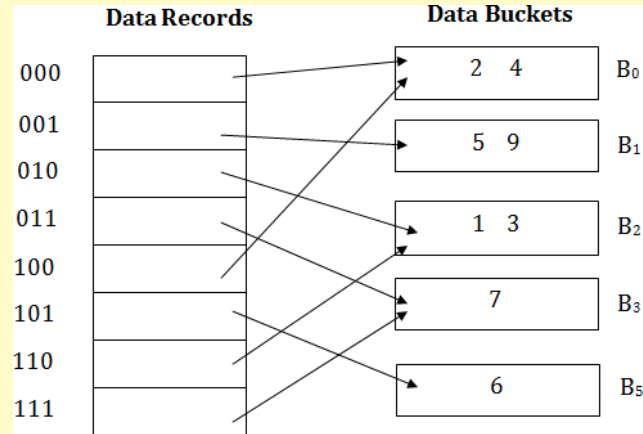 Data Records
Data Buckets
000
2 4
B₀
001
5 9
B₁
010
1 3
B₂
011
7
B₃
100
101
6
B₅
110
111